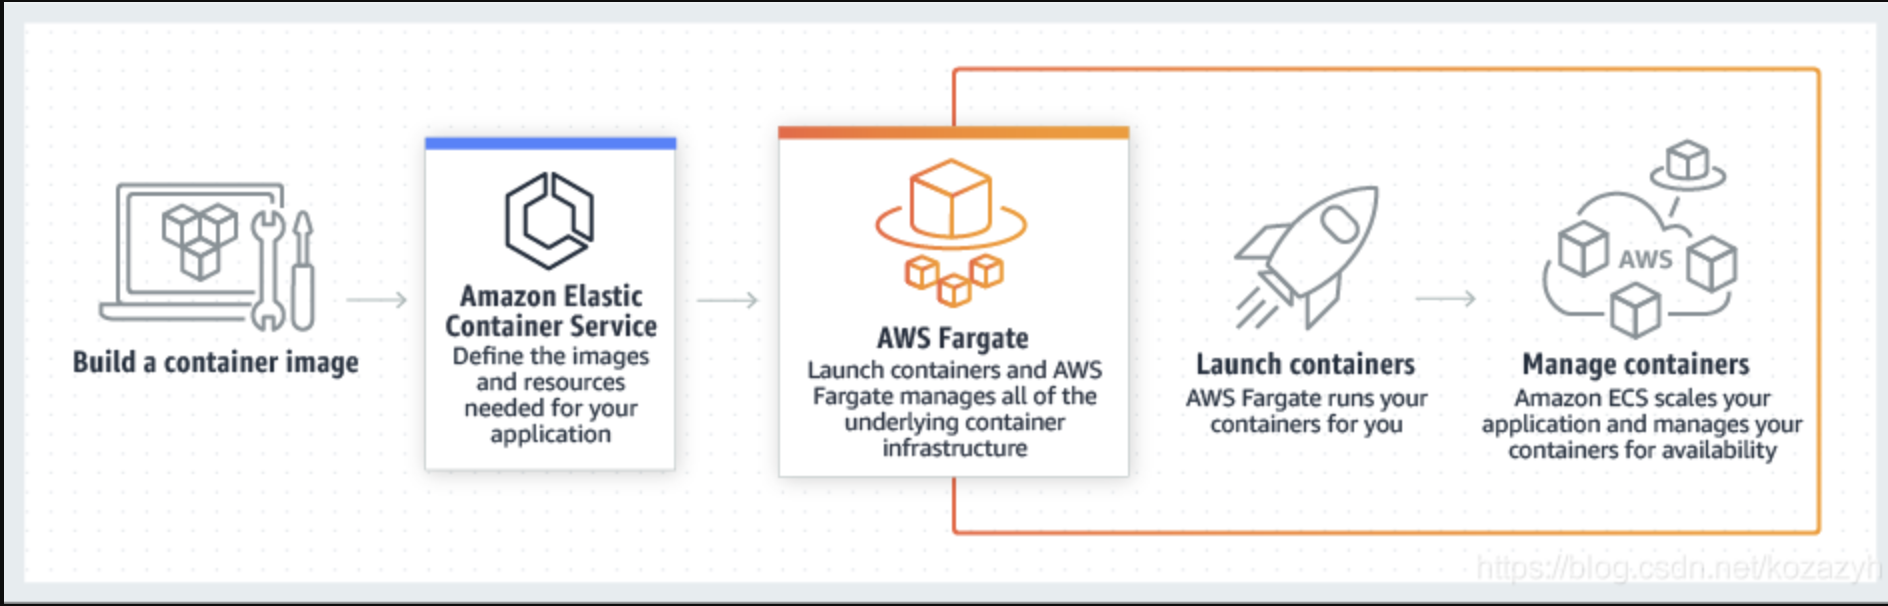 Build a container image
Amazon Elastic
Container Service
Define the images
and resources
needed for your
application
AWS Fargate
Launch containers and AWS
Fargate manages all of the
underlying container
infrastructure
Launch containers
AWS Fargate runs your
containers for you
AWS
Manage containers
Amazon ECS scales your
application and manages your
containers for availability
https://blog.csdn.net/kozazyh